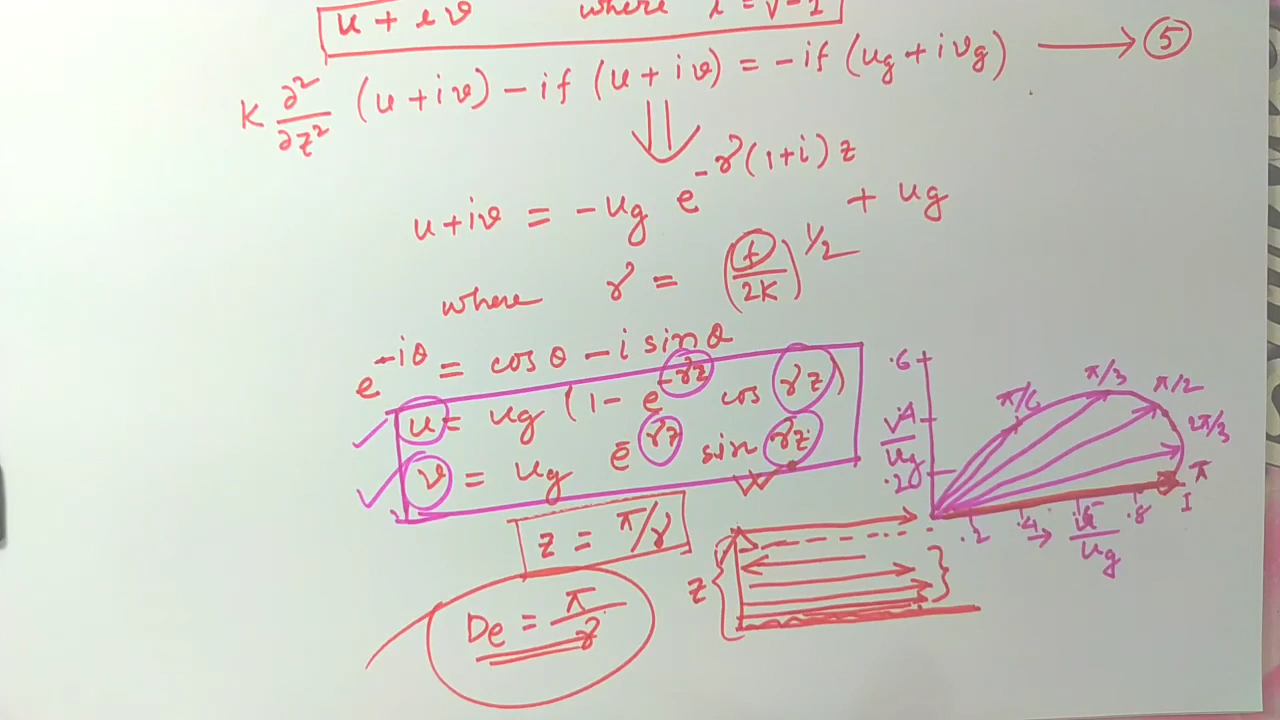 u + iv where i = √-1
K ∂²/∂z² (u + iv) - if (u + iv) = -if (ug + ivg) → 5
⇓
u + iv = -ug e^-γ(1+i)z + ug
where γ = (f/2K)^1/2
e^-iθ = cos θ - i sin θ
u = ug (1 - e^-γz cos γz)
v = ug e^-γz sin γz
z = π/γ
De = π/γ
z
.6
.4
.2
v/ug
π/6
π/3
π/2
2π/3
π
.2 .4 .8 1
→ u/ug